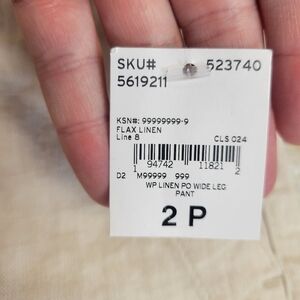 SKU# 523740
5619211
KSN#: 99999999-9
FLAX LINEN
Line 8 CLS 024
1 94742 11821 2
D2 M99999 999
WP LINEN PO WIDE LEG
PANT
2 P